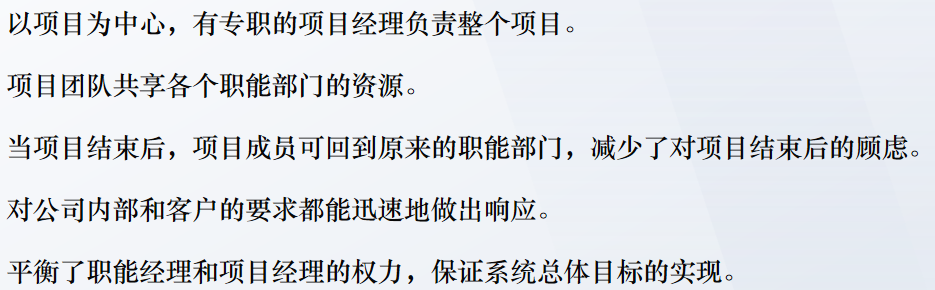 以项目为中心，有专职的项目经理负责整个项目。
项目团队共享各个职能部门的资源。
当项目结束后，项目成员可回到原来的职能部门，减少了对项目结束后的顾虑。
对公司内部和客户的要求都能迅速地做出响应。
平衡了职能经理和项目经理的权力，保证系统总体目标的实现。